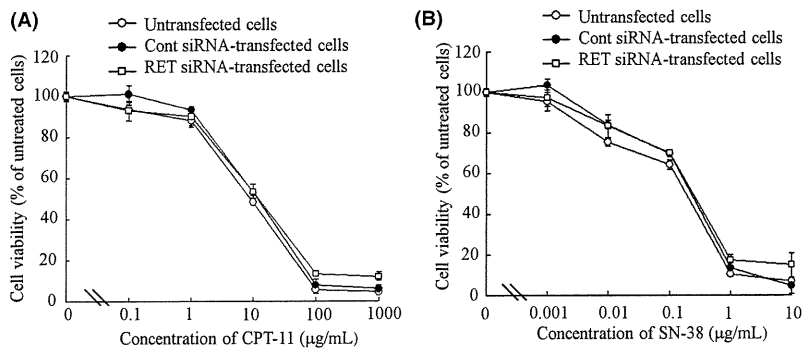 (A)
Untransfected cells
Cont siRNA-transfected cells
RET siRNA-transfected cells
Cell viability (% of untreated cells)
120
100
80
60
40
20
0
0 0.1 1 10 100 1000
Concentration of CPT-11 (μg/mL)
(B)
Untransfected cells
Cont siRNA-transfected cells
RET siRNA-transfected cells
Cell viability (% of untreated cells)
120
100
80
60
40
20
0
0 0.001 0.01 0.1 1 10
Concentration of SN-38 (μg/mL)